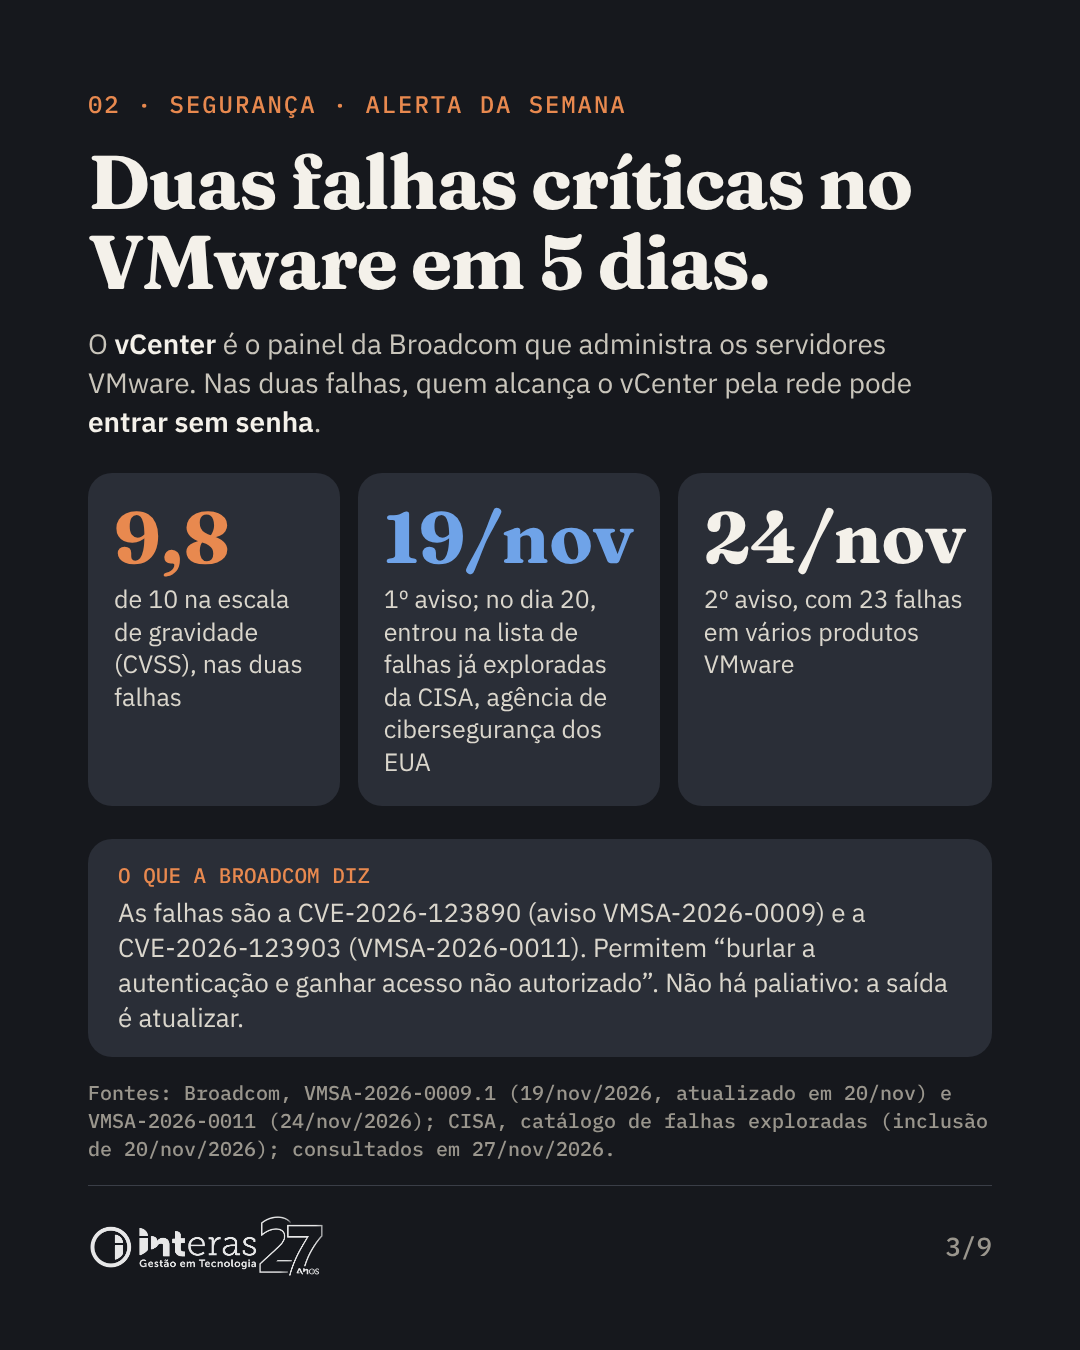 02 · SEGURANÇA · ALERTA DA SEMANA
Duas falhas críticas no
VMware em 5 dias.
O vCenter é o painel da Broadcom que administra os servidores
VMware. Nas duas falhas, quem alcança o vCenter pela rede pode
entrar sem senha.
9,8
de 10 na escala
de gravidade
(CVSS), nas duas
falhas
19/nov
1º aviso; no dia 20,
entrou na lista de
falhas já exploradas
da CISA, agência de
cibersegurança dos
EUA
24/nov
2º aviso, com 23 falhas
em vários produtos
VMware
O QUE A BROADCOM DIZ
As falhas são a CVE-2026-123890 (aviso VMSA-2026-0009) e a
CVE-2026-123903 (VMSA-2026-0011). Permitem “burlar a
autenticação e ganhar acesso não autorizado”. Não há paliativo: a saída
é atualizar.
Fontes: Broadcom, VMSA-2026-0009.1 (19/nov/2026, atualizado em 20/nov) e
VMSA-2026-0011 (24/nov/2026); CISA, catálogo de falhas exploradas (inclusão
de 20/nov/2026); consultados em 27/nov/2026.
interas 27
Gestão em Tecnologia ANOS
3/9